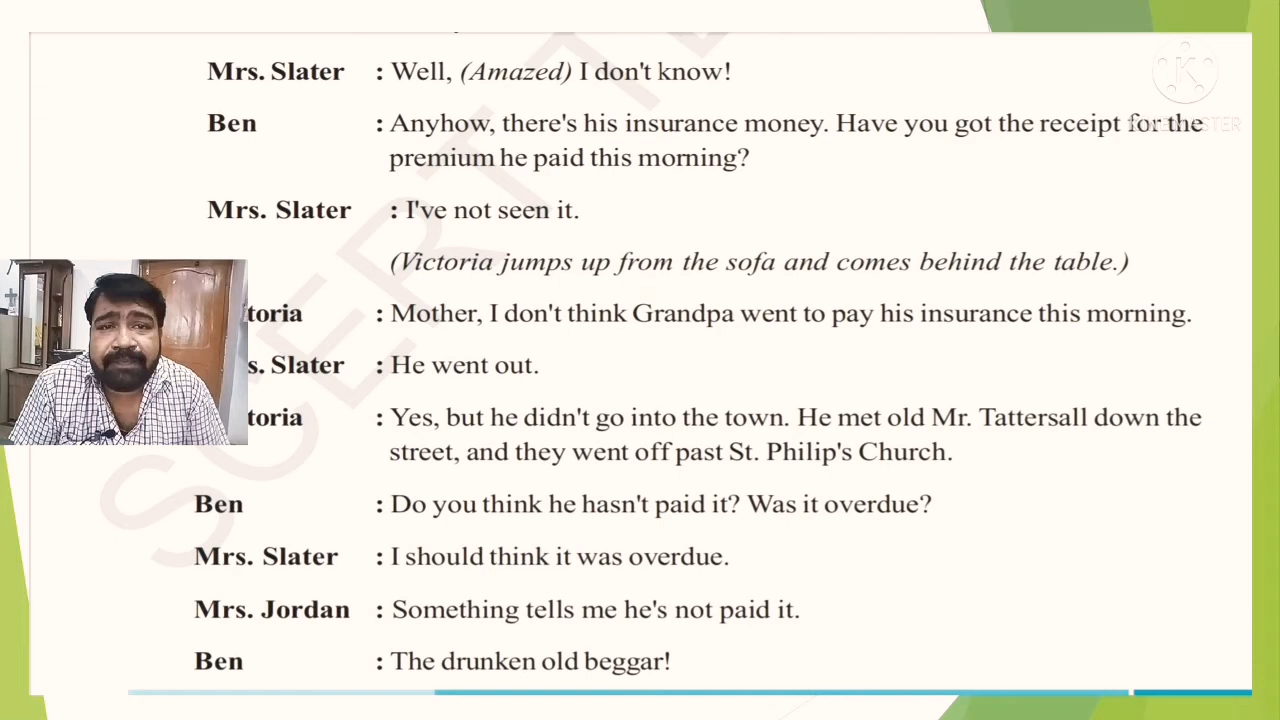 Mrs. Slater : Well, (Amazed) I don't know!
Ben : Anyhow, there's his insurance money. Have you got the receipt for the
premium he paid this morning?
Mrs. Slater : I've not seen it.
(Victoria jumps up from the sofa and comes behind the table.)
toria : Mother, I don't think Grandpa went to pay his insurance this morning.
s. Slater : He went out.
toria : Yes, but he didn't go into the town. He met old Mr. Tattersall down the
street, and they went off past St. Philip's Church.
Ben : Do you think he hasn't paid it? Was it overdue?
Mrs. Slater : I should think it was overdue.
Mrs. Jordan : Something tells me he's not paid it.
Ben : The drunken old beggar!
SCERT
K